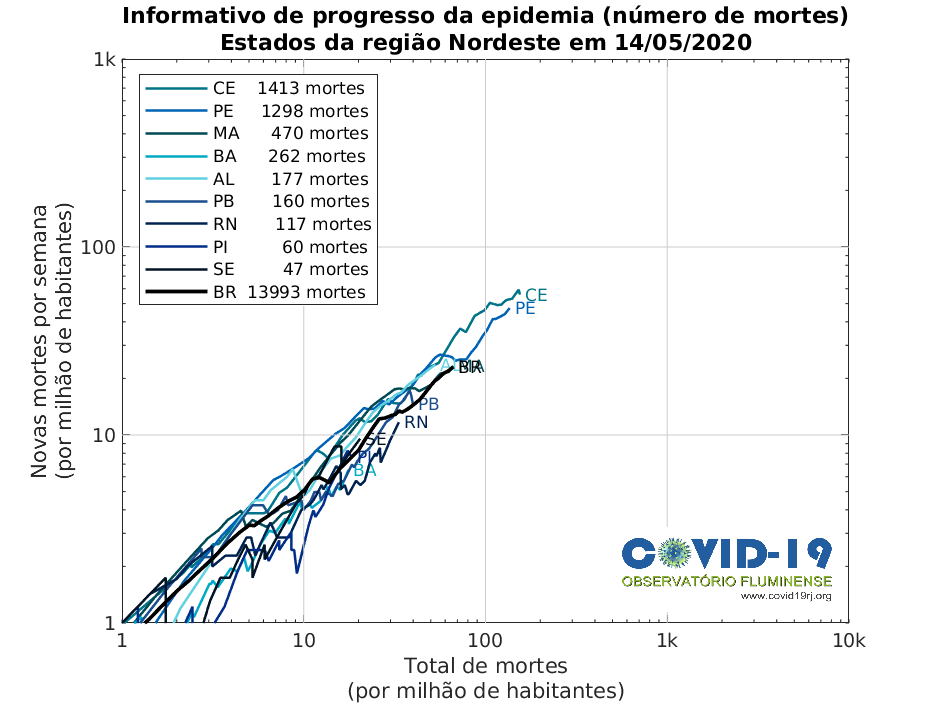 Informativo de progresso da epidemia (número de mortes)
Estados da região Nordeste em 14/05/2020
1k
100
10
1
Novas mortes por semana
(por milhão de habitantes)
CE 1413 mortes
PE 1298 mortes
MA 470 mortes
BA 262 mortes
AL 177 mortes
PB 160 mortes
RN 117 mortes
PI 60 mortes
SE 47 mortes
BR 13993 mortes
CE
PE
AL
MA
BR
PB
RN
SE
PI
BA
COVID-19
OBSERVATÓRIO FLUMINENSE
www.covid19rj.org
1 10 100 1k 10k
Total de mortes
(por milhão de habitantes)